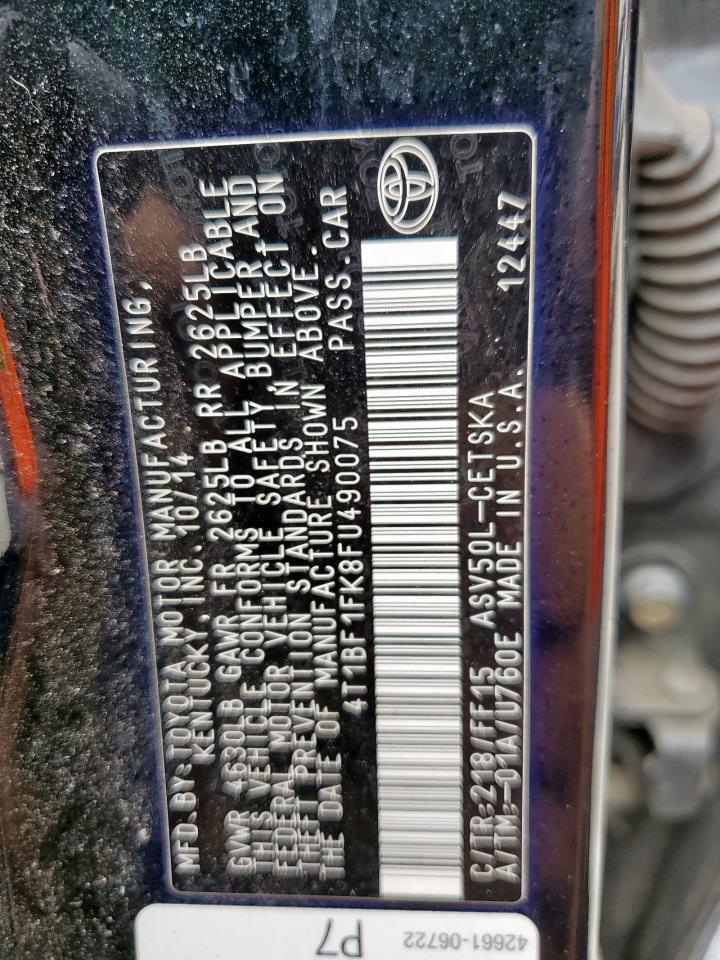 MFD.BY:TOYOTA MOTOR MANUFACTURING,
KENTUCKY, INC. 10/14
GVWR 4630LB GAWR FR 2625LB RR 2625LB
THIS VEHICLE CONFORMS TO ALL APPLICABLE
FEDERAL MOTOR VEHICLE SAFETY, BUMPER, AND
THEFT PREVENTION STANDARDS IN EFFECT ON
THE DATE OF MANUFACTURE SHOWN ABOVE.
4T1BF1FK8FU490075 PASS.CAR
C/TR:218/FF15 ASV50L-CETSKA
A/TM:-01A/U760E MADE IN U.S.A. 12447
P7
42661-06722